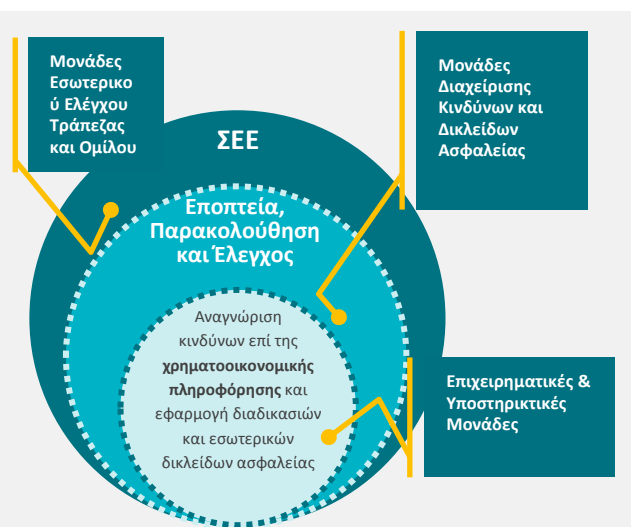 Μονάδες
Εσωτερικο
ύ Ελέγχου
Τράπεζας
και Ομίλου
Μονάδες
Διαχείρισης
Κινδύνων και
Δικλείδων
Ασφαλείας
ΣΕΕ
Εποπτεία,
Παρακολούθηση
και Έλεγχος
Αναγνώριση
κινδύνων επί της
χρηματοοικονομικής
πληροφόρησης και
εφαρμογή διαδικασιών
και εσωτερικών
δικλείδων ασφαλείας
Επιχειρηματικές &
Υποστηρικτικές
Μονάδες